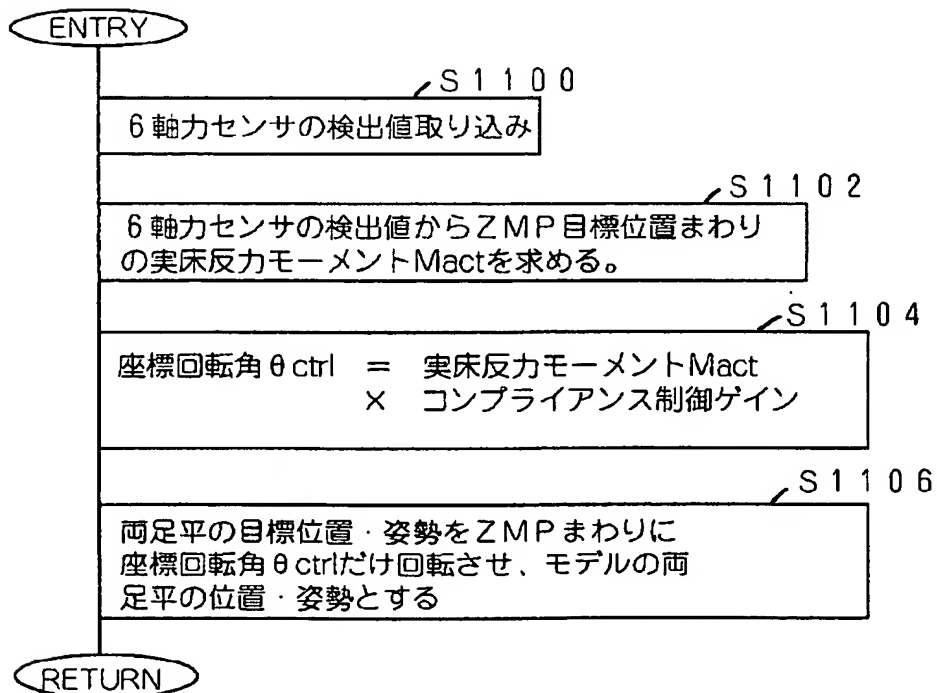 ENTRY
S1100
6軸力センサの検出値取り込み
S1102
6軸力センサの検出値からZMP目標位置まわり
の実床反力モーメントMactを求める。
S1104
座標回転角θctrl = 実床反力モーメントMact
× コンプライアンス制御ゲイン
S1106
両足平の目標位置・姿勢をZMPまわりに
座標回転角θctrlだけ回転させ、モデルの両
足平の位置・姿勢とする
RETURN